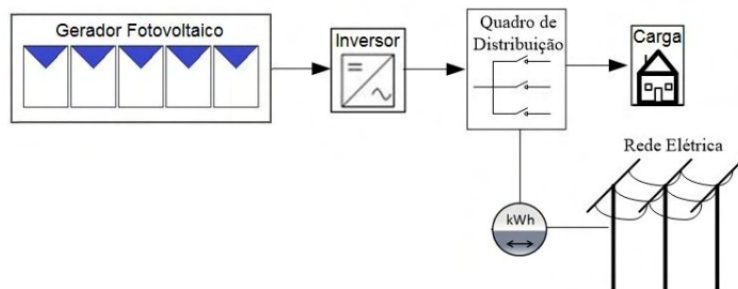 Gerador Fotovoltaico
Inversor
Quadro de
Distribuição
Carga
Rede Elétrica
kWh